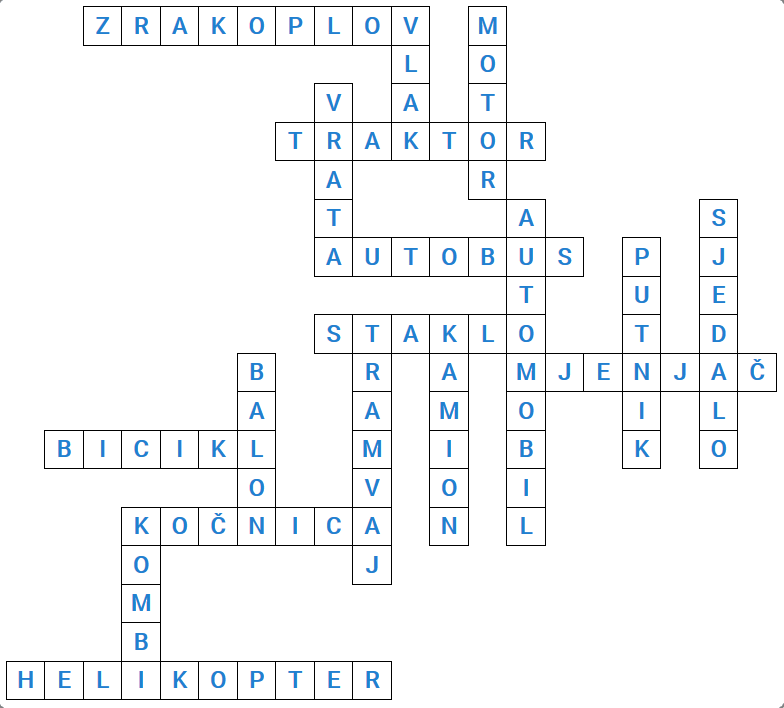 ZRAKOPLOV
VLAK
MOTOR
VRATA
TRAKTOR
AUTOMOBIL
SJEDALO
AUTOBUS
PUTNIK
STAKLO
TRAMVAJ
KAMION
BALON
MJENJAČ
BICIKL
KOČNICA
KOMBI
HELIKOPTER